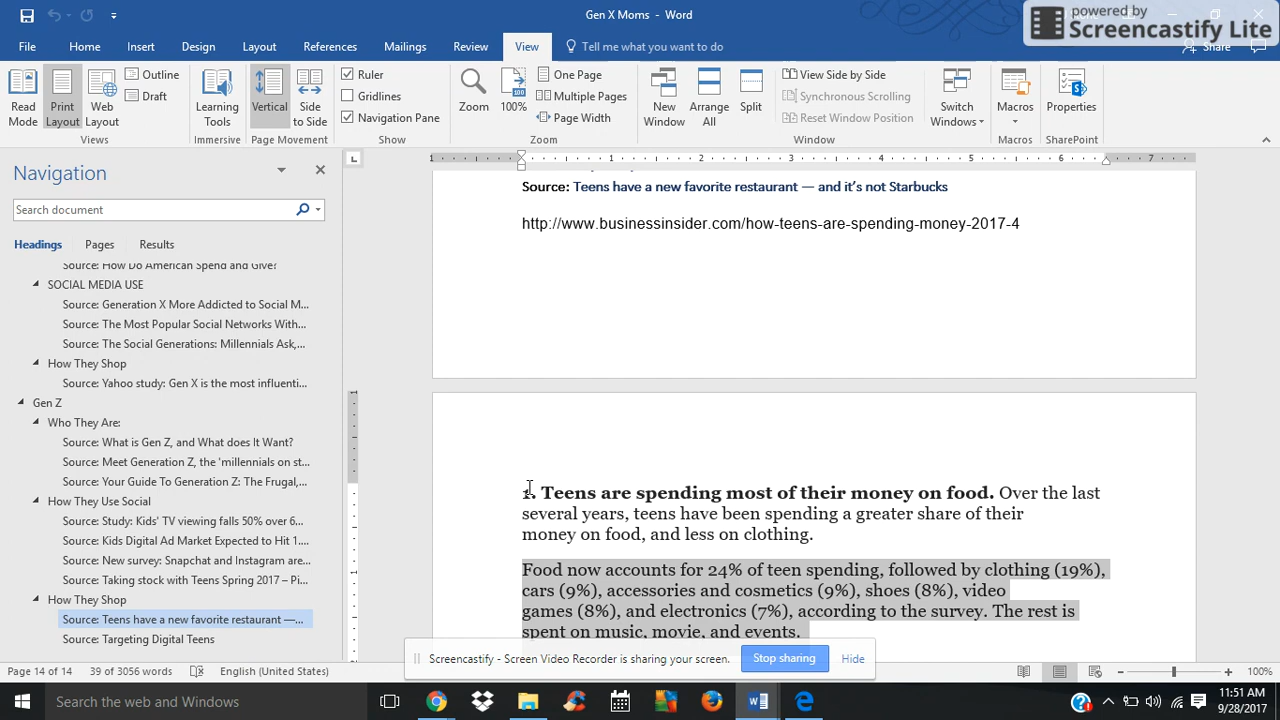 Gen X Moms - Word
powered by
Screencastify Lite
File Home Insert Design Layout References Mailings Review View Tell me what you want to do Share
Read Mode
Print Layout
Web Layout
Outline
Draft
Views
Learning Tools
Immersive
Vertical
Side to Side
Page Movement
Ruler
Gridlines
Navigation Pane
Show
Zoom
100
100%
One Page
Multiple Pages
Page Width
Zoom
New Window
Arrange All
Split
View Side by Side
Synchronous Scrolling
Reset Window Position
Window
Switch Windows
Macros
Macros
Properties
SharePoint
Navigation
Search document
Headings Pages Results
Source: How Do American Spend and Give?
SOCIAL MEDIA USE
Source: Generation X More Addicted to Social M...
Source: The Most Popular Social Networks With...
Source: The Social Generations: Millennials Ask,...
How They Shop
Source: Yahoo study: Gen X is the most influenti...
Gen Z
Who They Are:
Source: What is Gen Z, and What does It Want?
Source: Meet Generation Z, the 'millennials on st...
Source: Your Guide To Generation Z: The Frugal,...
How They Use Social
Source: Study: Kids' TV viewing falls 50% over 6...
Source: Kids Digital Ad Market Expected to Hit 1...
Source: New survey: Snapchat and Instagram are...
Source: Taking stock with Teens Spring 2017 – Pi...
How They Shop
Source: Teens have a new favorite restaurant —...
Source: Targeting Digital Teens
1 1 2 3 4 5 6 7
Source: Teens have a new favorite restaurant — and it's not Starbucks
http://www.businessinsider.com/how-teens-are-spending-money-2017-4
1. Teens are spending most of their money on food. Over the last
several years, teens have been spending a greater share of their
money on food, and less on clothing.
Food now accounts for 24% of teen spending, followed by clothing (19%),
cars (9%), accessories and cosmetics (9%), shoes (8%), video
games (8%), and electronics (7%), according to the survey. The rest is
spent on music, movie, and events.
Screencastify - Screen Video Recorder is sharing your screen. Stop sharing Hide
Page 14 of 14 39 of 3056 words English (United States) 100%
Search the web and Windows
11:51 AM
9/28/2017